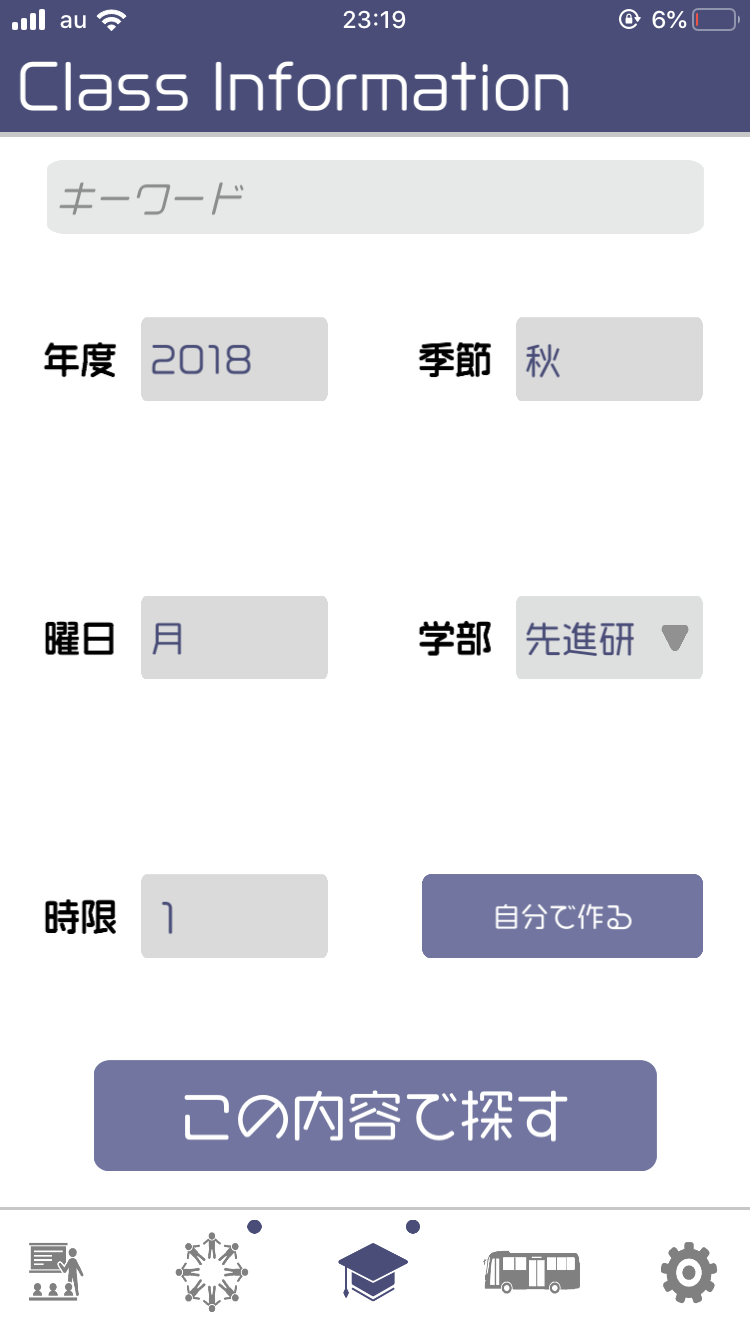 au 23:19 6%
Class Information
キーワード
年度 2018 季節 秋
曜日 月 学部 先進研
時限 1 自分で作る
この内容で探す